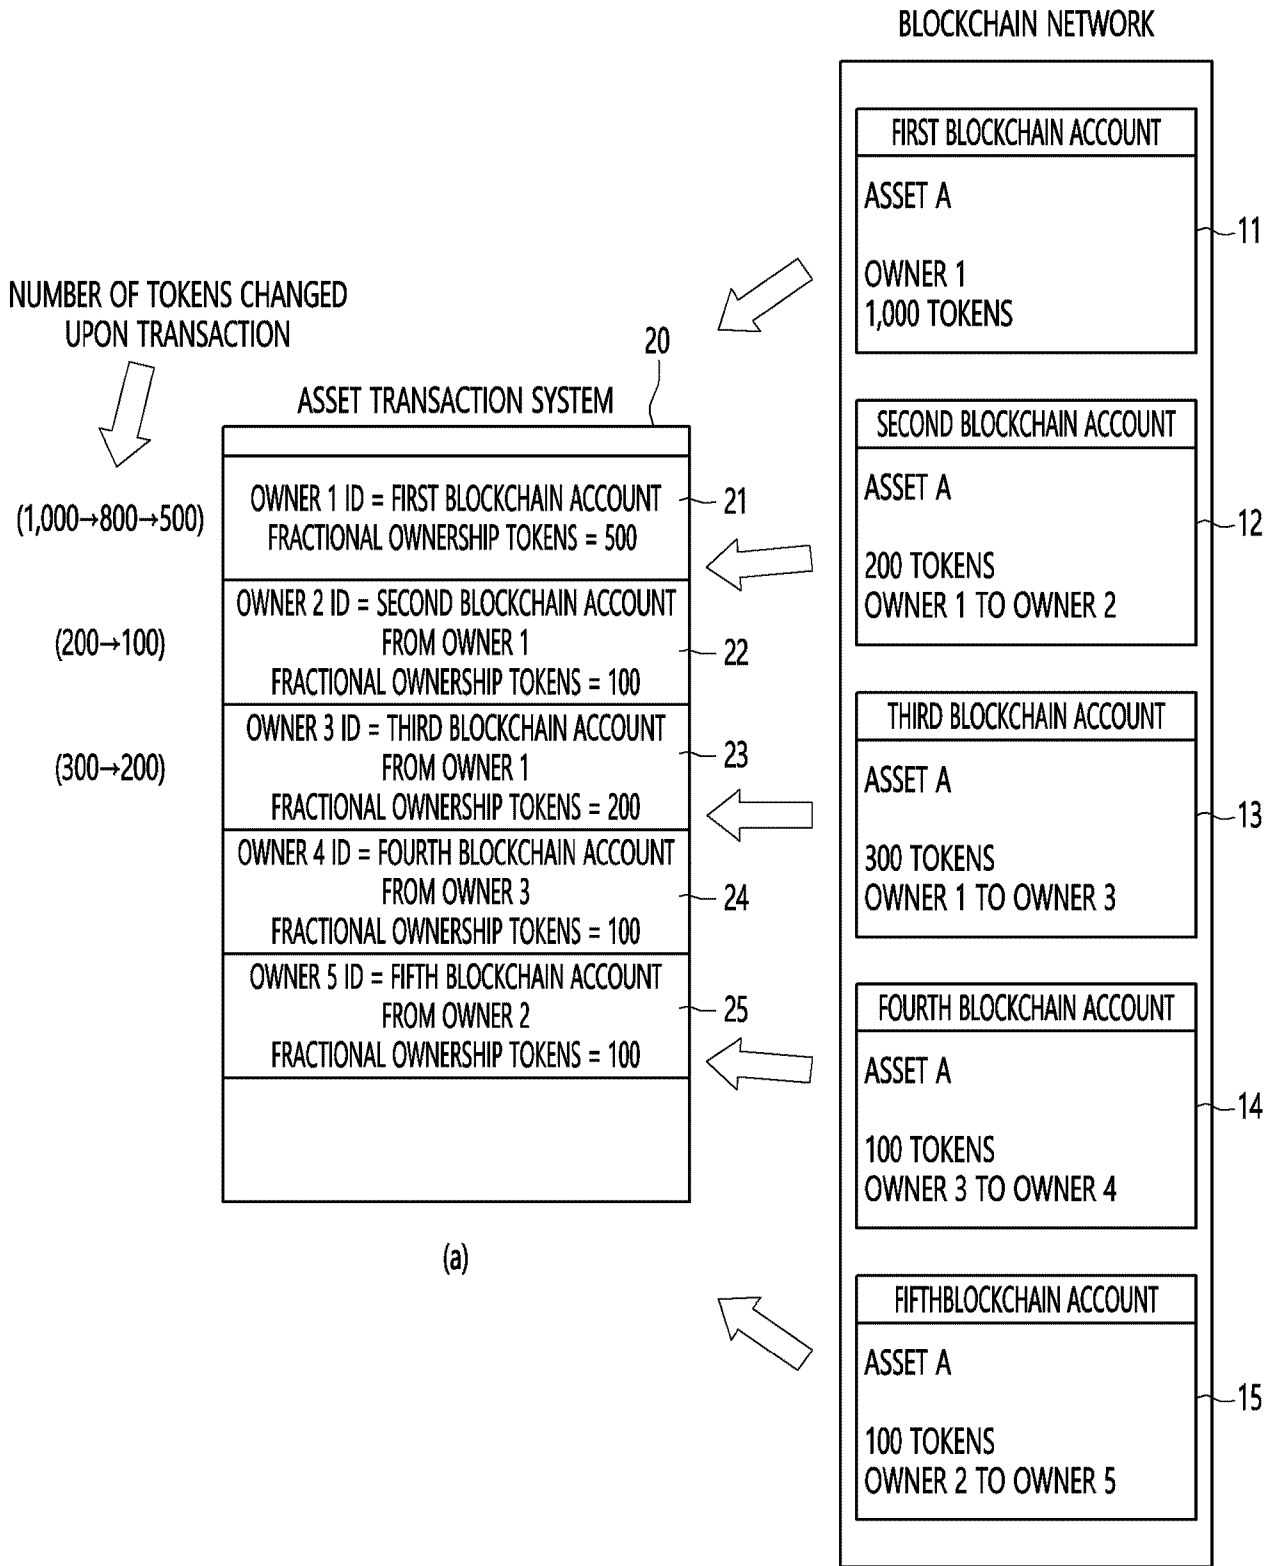 BLOCKCHAIN NETWORK
FIRST BLOCKCHAIN ACCOUNT
ASSET A
OWNER 1
1,000 TOKENS
11
SECOND BLOCKCHAIN ACCOUNT
ASSET A
200 TOKENS
OWNER 1 TO OWNER 2
12
THIRD BLOCKCHAIN ACCOUNT
ASSET A
300 TOKENS
OWNER 1 TO OWNER 3
13
FOURTH BLOCKCHAIN ACCOUNT
ASSET A
100 TOKENS
OWNER 3 TO OWNER 4
14
FIFTHBLOCKCHAIN ACCOUNT
ASSET A
100 TOKENS
OWNER 2 TO OWNER 5
15
NUMBER OF TOKENS CHANGED
UPON TRANSACTION
(1,000→800→500)
(200→100)
(300→200)
20
ASSET TRANSACTION SYSTEM
OWNER 1 ID = FIRST BLOCKCHAIN ACCOUNT
FRACTIONAL OWNERSHIP TOKENS = 500
21
OWNER 2 ID = SECOND BLOCKCHAIN ACCOUNT
FROM OWNER 1
FRACTIONAL OWNERSHIP TOKENS = 100
22
OWNER 3 ID = THIRD BLOCKCHAIN ACCOUNT
FROM OWNER 1
FRACTIONAL OWNERSHIP TOKENS = 200
23
OWNER 4 ID = FOURTH BLOCKCHAIN ACCOUNT
FROM OWNER 3
FRACTIONAL OWNERSHIP TOKENS = 100
24
OWNER 5 ID = FIFTH BLOCKCHAIN ACCOUNT
FROM OWNER 2
FRACTIONAL OWNERSHIP TOKENS = 100
25
(a)